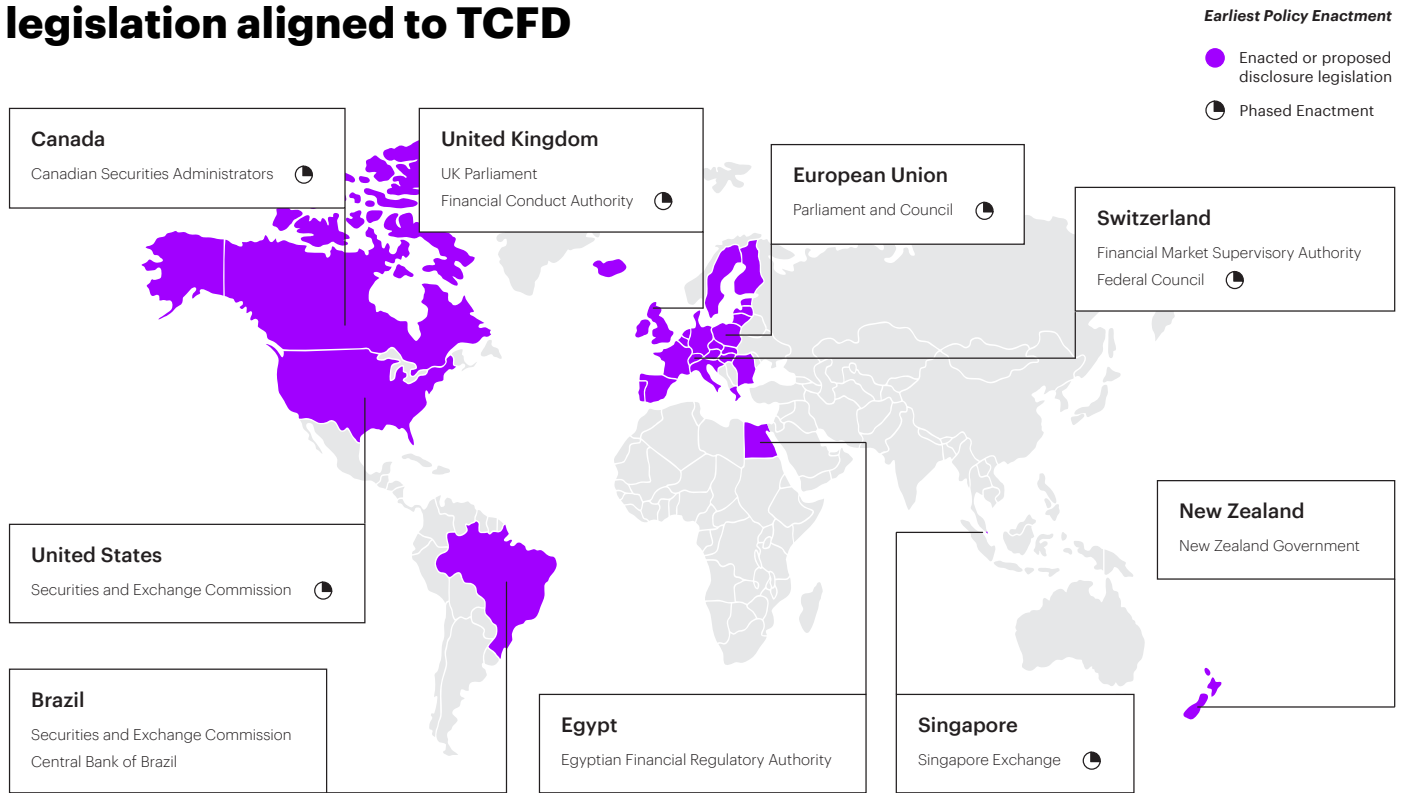 legislation aligned to TCFD
Earliest Policy Enactment
Enacted or proposed
disclosure legislation
Phased Enactment
Canada
Canadian Securities Administrators
United Kingdom
UK Parliament
Financial Conduct Authority
European Union
Parliament and Council
Switzerland
Financial Market Supervisory Authority
Federal Council
United States
Securities and Exchange Commission
New Zealand
New Zealand Government
Brazil
Securities and Exchange Commission
Central Bank of Brazil
Egypt
Egyptian Financial Regulatory Authority
Singapore
Singapore Exchange